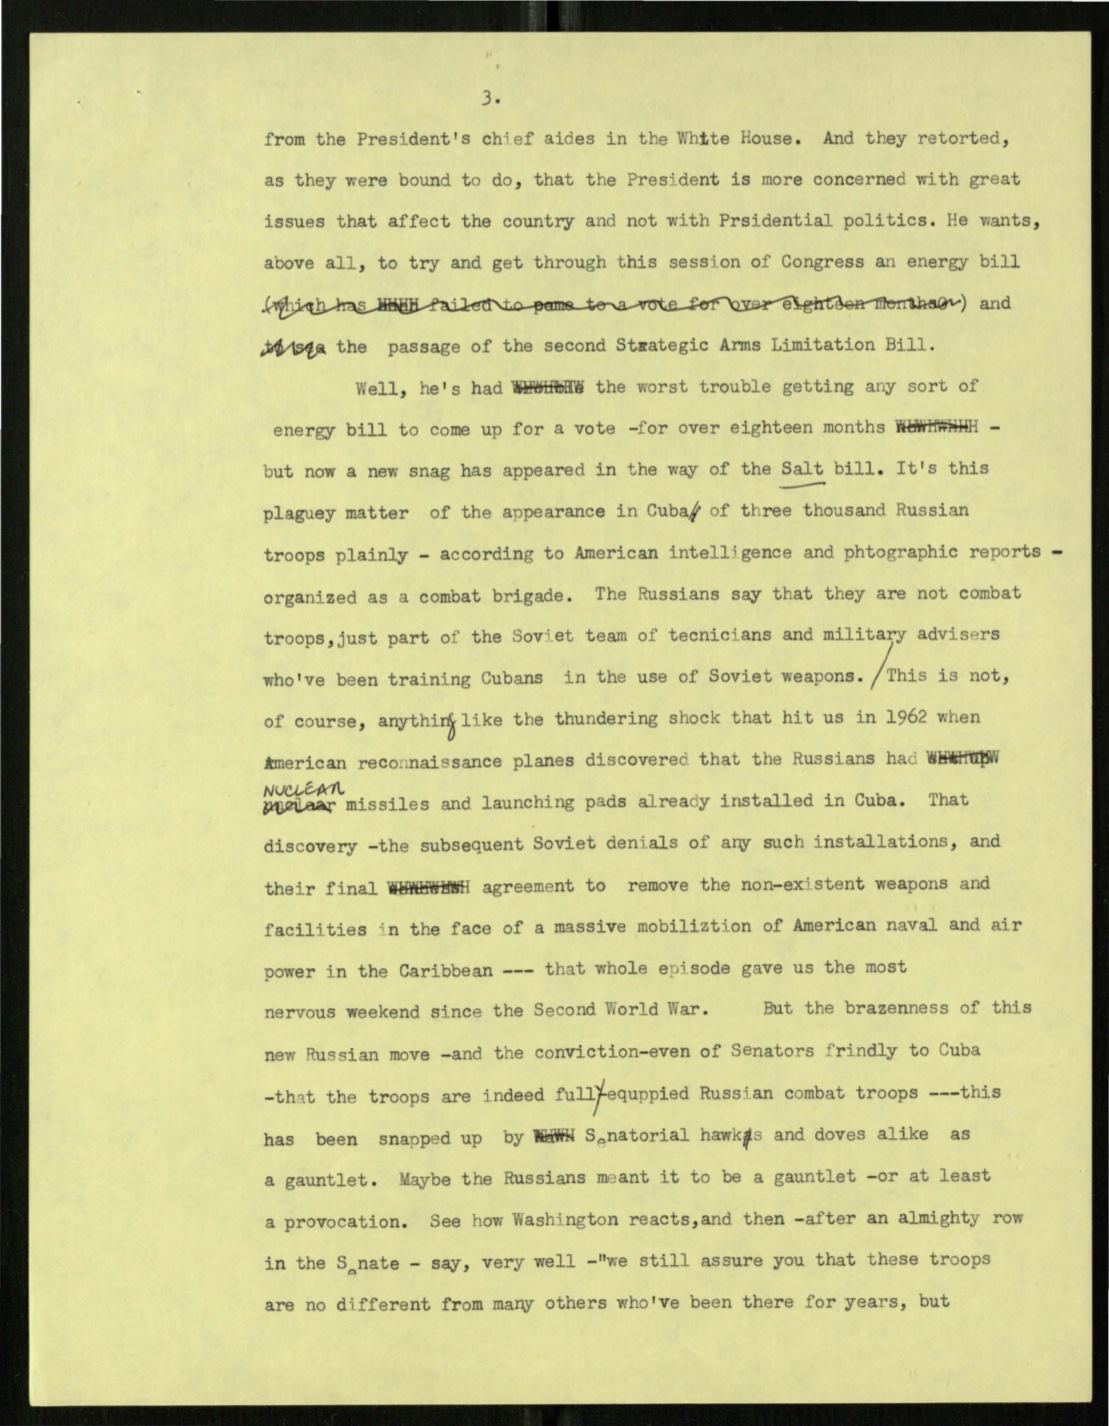 3.
from the President's chief aides in the White House. And they retorted,
as they were bound to do, that the President is more concerned with great
issues that affect the country and not with Prsidential politics. He wants,
above all, to try and get through this session of Congress an energy bill
(which has failed to pome to a vote for over eighteen months) and
to see the passage of the second Strategic Arms Limitation Bill.
Well, he's had the worst trouble getting any sort of
energy bill to come up for a vote -for over eighteen months -
but now a new snag has appeared in the way of the Salt bill. It's this
plaguey matter of the appearance in Cuba of three thousand Russian
troops plainly - according to American intelligence and phtographic reports -
organized as a combat brigade. The Russians say that they are not combat
troops,just part of the Soviet team of tecnicians and military advisers
who've been training Cubans in the use of Soviet weapons. / This is not,
of course, anything like the thundering shock that hit us in 1962 when
American reconnaissance planes discovered that the Russians had
NUCLEAR
missiles and launching pads already installed in Cuba. That
discovery -the subsequent Soviet denials of any such installations, and
their final agreement to remove the non-existent weapons and
facilities in the face of a massive mobiliztion of American naval and air
power in the Caribbean --- that whole episode gave us the most
nervous weekend since the Second World War. But the brazenness of this
new Russian move -and the conviction-even of Senators frindly to Cuba
-that the troops are indeed fully-equppied Russian combat troops ---this
has been snapped up by Senatorial hawks and doves alike as
a gauntlet. Maybe the Russians meant it to be a gauntlet -or at least
a provocation. See how Washington reacts,and then -after an almighty row
in the Senate - say, very well -"we still assure you that these troops
are no different from many others who've been there for years, but